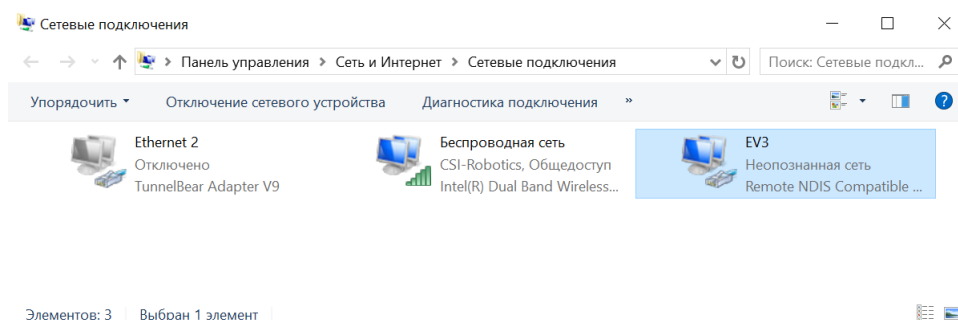 Сетевые подключения
Панель управления > Сеть и Интернет > Сетевые подключения
Поиск: Сетевые подкл...
Упорядочить Отключение сетевого устройства Диагностика подключения »
Ethernet 2
Отключено
TunnelBear Adapter V9
Беспроводная сеть
CSI-Robotics, Общедоступ
Intel(R) Dual Band Wireless...
EV3
Неопознанная сеть
Remote NDIS Compatible ...
Элементов: 3 Выбран 1 элемент